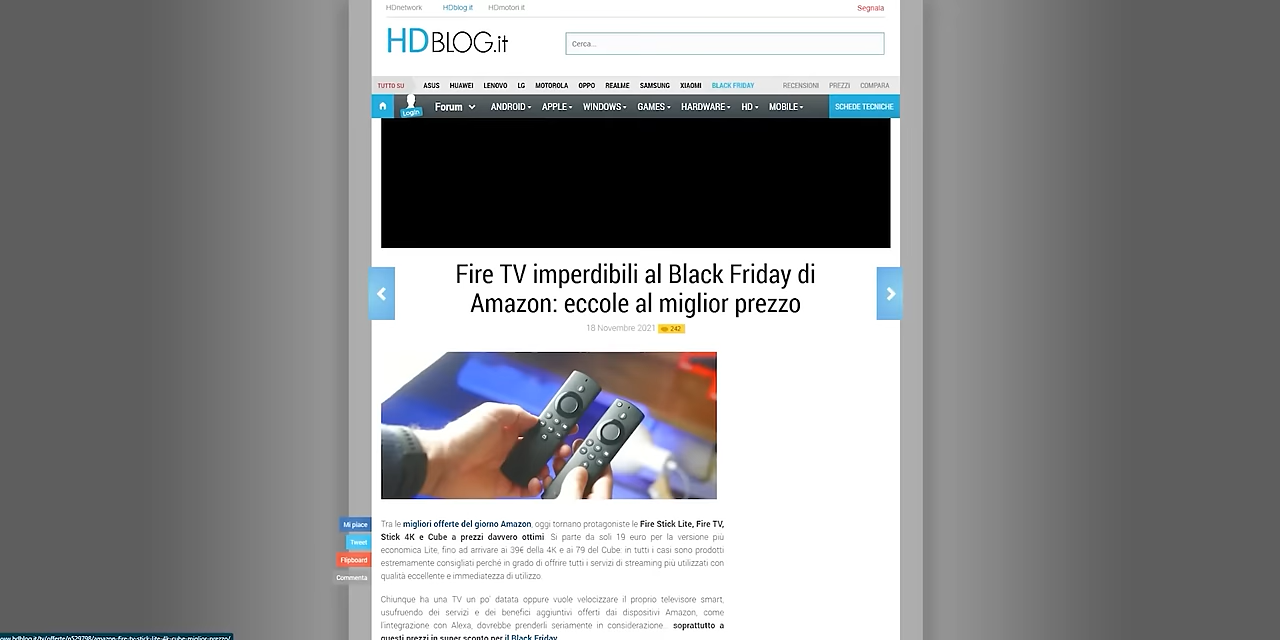 HDnetwork HDblog.it HDmotori.it Segnala
HDBLOG.it Cerca...
TUTTO SU ASUS HUAWEI LENOVO LG MOTOROLA OPPO REALME SAMSUNG XIAOMI BLACK FRIDAY RECENSIONI PREZZI COMPARA
Login Forum ANDROID APPLE WINDOWS GAMES HARDWARE HD MOBILE SCHEDE TECNICHE
Fire TV imperdibili al Black Friday di
Amazon: eccole al miglior prezzo
18 Novembre 2021 242
Tra le migliori offerte del giorno Amazon, oggi tornano protagoniste le Fire Stick Lite, Fire TV,
Stick 4K e Cube a prezzi davvero ottimi. Si parte da soli 19 euro per la versione più
economica Lite, fino ad arrivare ai 39€ della 4K e ai 79 del Cube: in tutti i casi sono prodotti
estremamente consigliati perchè in grado di offrire tutti i servizi di streaming più utilizzati con
qualità eccellente e immediatezza di utilizzo.
Mi piace
Tweet
Flipboard
Commenta
Chiunque ha una TV un po' datata oppure vuole velocizzare il proprio televisore smart,
usufruendo dei servizi e dei benefici aggiuntivi offerti dai dispositivi Amazon, come
l'integrazione con Alexa, dovrebbe prenderli seriamente in considerazione... soprattutto a
questi prezzi in super sconto per il Black Friday.